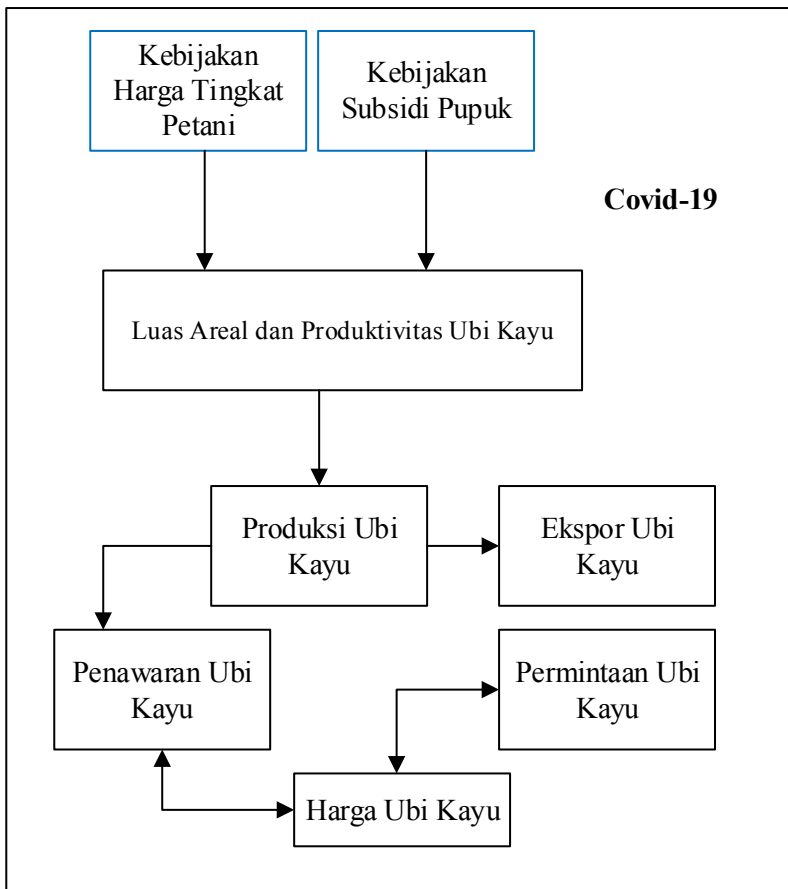 Kebijakan
Harga Tingkat
Petani
Kebijakan
Subsidi Pupuk
Covid-19
Luas Areal dan Produktivitas Ubi Kayu
Produksi Ubi
Kayu
Ekspor Ubi
Kayu
Penawaran Ubi
Kayu
Permintaan Ubi
Kayu
Harga Ubi Kayu